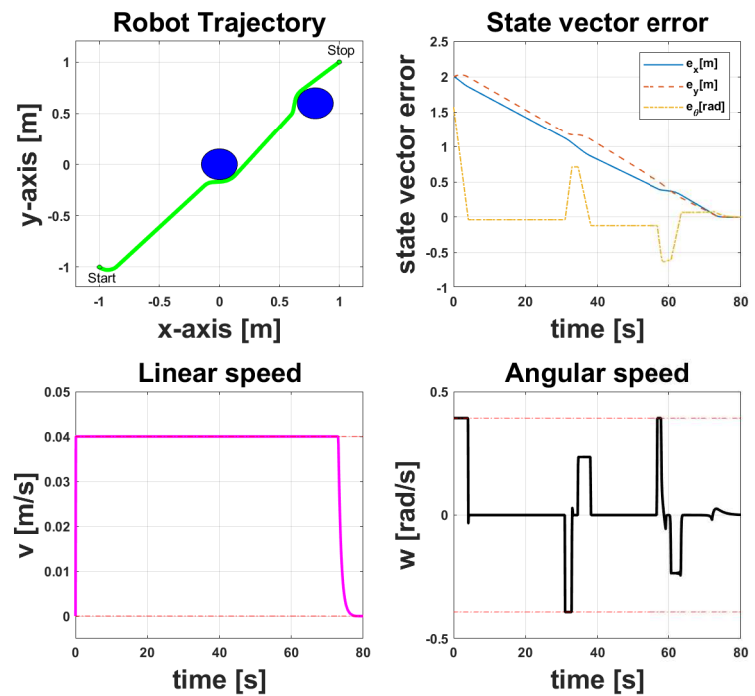 Robot Trajectory
Stop
1
0.5
0
-0.5
-1
y-axis [m]
Start
-1
-0.5
0
0.5
1
x-axis [m]
State vector error
2.5
2
1.5
1
0.5
0
-0.5
-1
state vector error
e_x[m]
e_y[m]
e_θ[rad]
0
20
40
60
80
time [s]
Linear speed
0.05
0.04
0.03
0.02
0.01
0
v [m/s]
0
20
40
60
80
time [s]
Angular speed
0.5
0
-0.5
w [rad/s]
0
20
40
60
80
time [s]